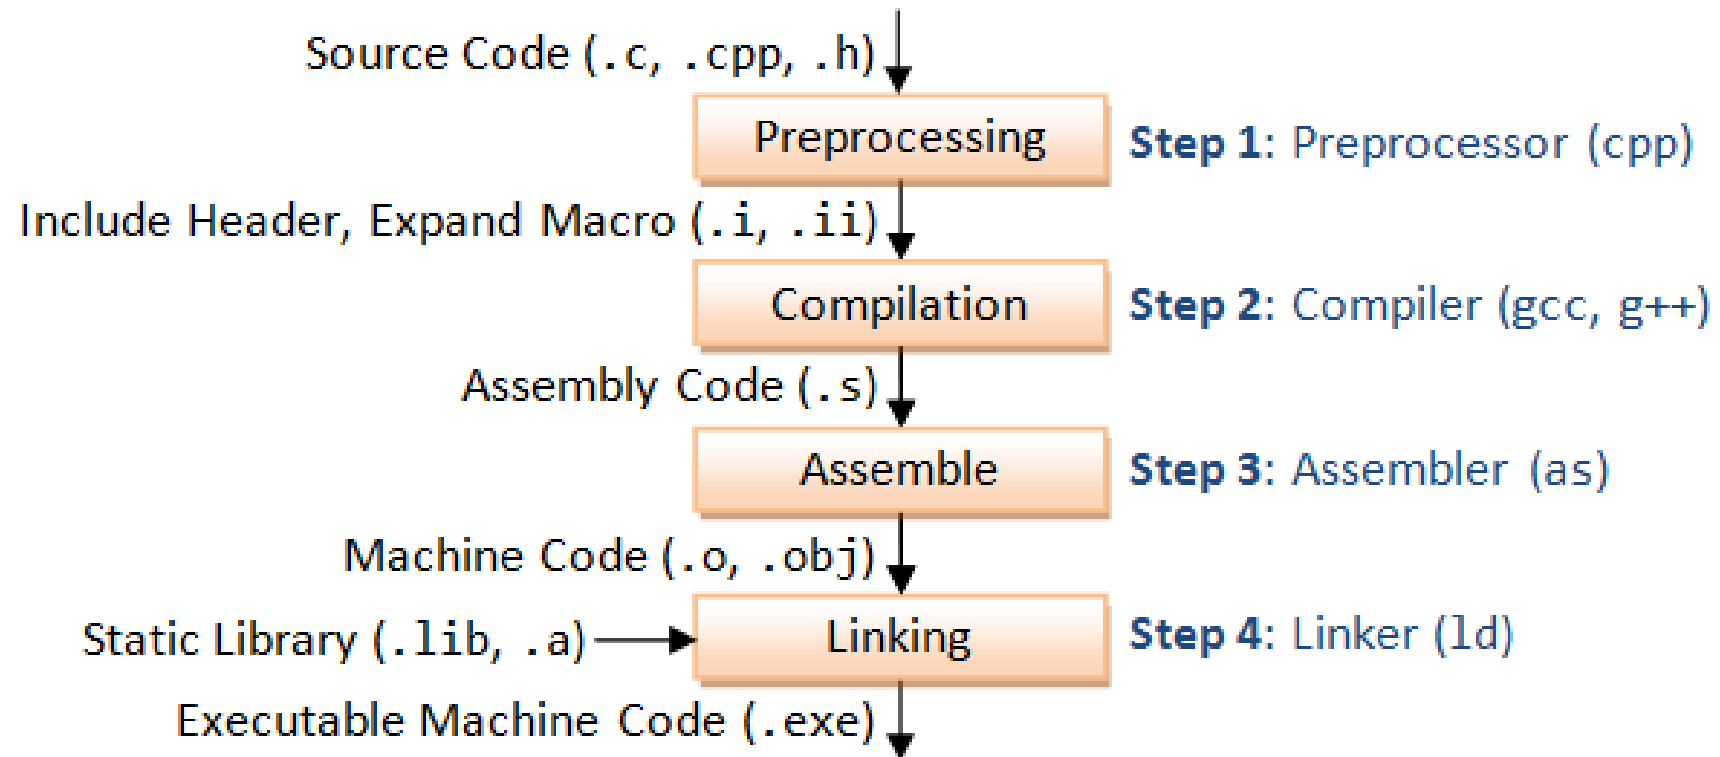 Source Code (.c, .cpp, .h)
Preprocessing
Step 1: Preprocessor (cpp)
Include Header, Expand Macro (.i, .ii)
Compilation
Step 2: Compiler (gcc, g++)
Assembly Code (.s)
Assemble
Step 3: Assembler (as)
Machine Code (.o, .obj)
Static Library (.lib, .a)
Linking
Step 4: Linker (ld)
Executable Machine Code (.exe)